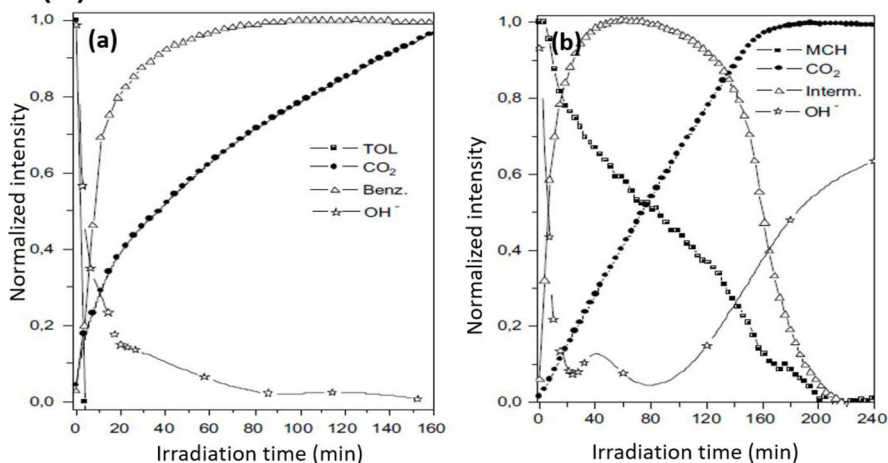 (a)
Normalized intensity
1,0
0,8
0,6
0,4
0,2
0,0
TOL
CO2
Benz.
OH-
0 20 40 60 80 100 120 140 160
Irradiation time (min)
(b)
Normalized intensity
1,0
0,8
0,6
0,4
0,2
0,0
MCH
CO2
Interm.
OH-
0 40 80 120 160 200 240
Irradiation time (min)